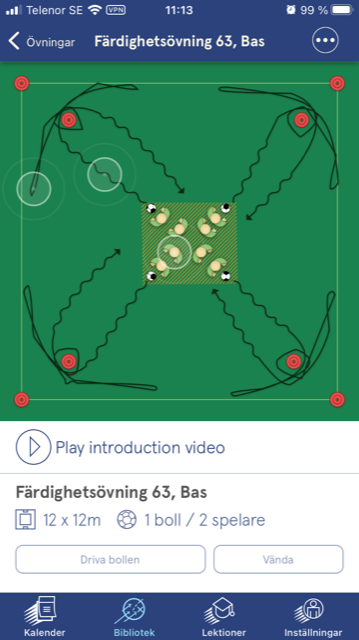 Telenor SE VPN 11:13 99 %
Övningar Färdighetsövning 63, Bas
Play introduction video
Färdighetsövning 63, Bas
12 x 12m 1 boll / 2 spelare
Driva bollen Vända
Kalender Bibliotek Lektioner Inställningar